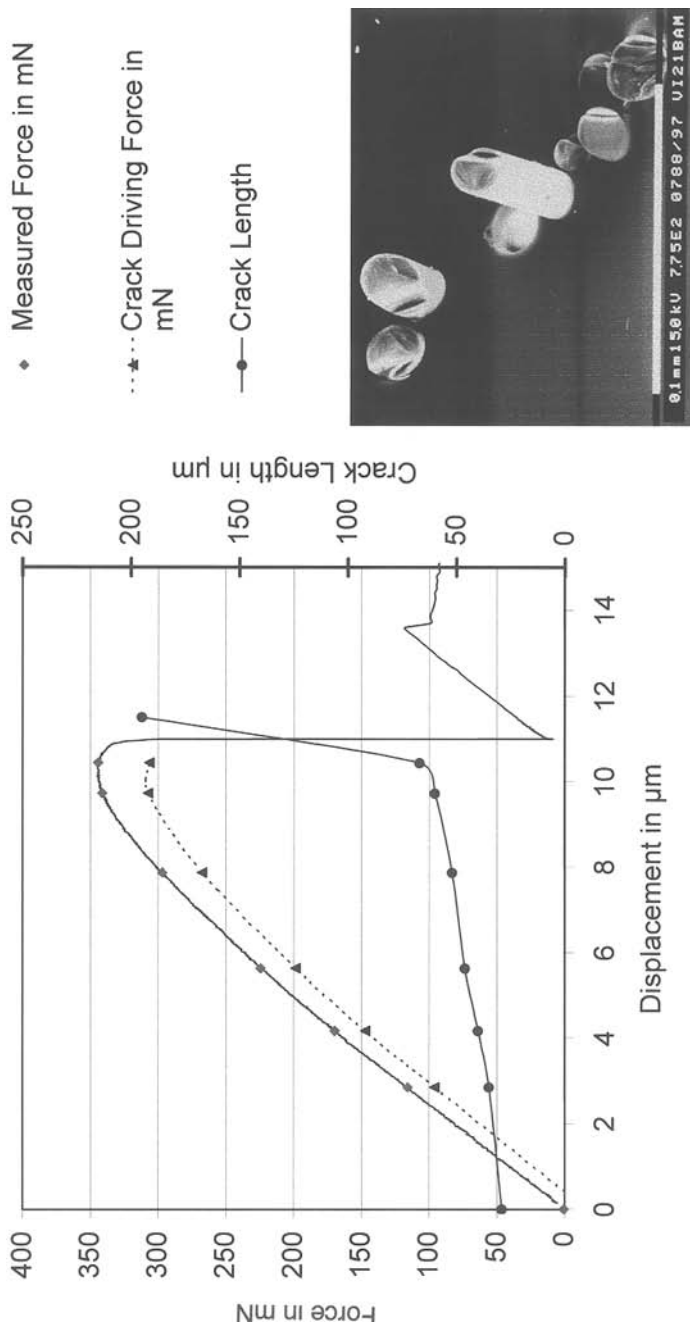 Measured Force in mN
Crack Driving Force in
mN
Crack Length
Force in mN
400
350
300
250
200
150
100
50
0
0
2
4
6
8
10
12
14
Displacement in µm
250
200
150
100
50
0
Crack Length in µm
0.1mm15.0kV 7.75E2 0788/97 VI21BAM